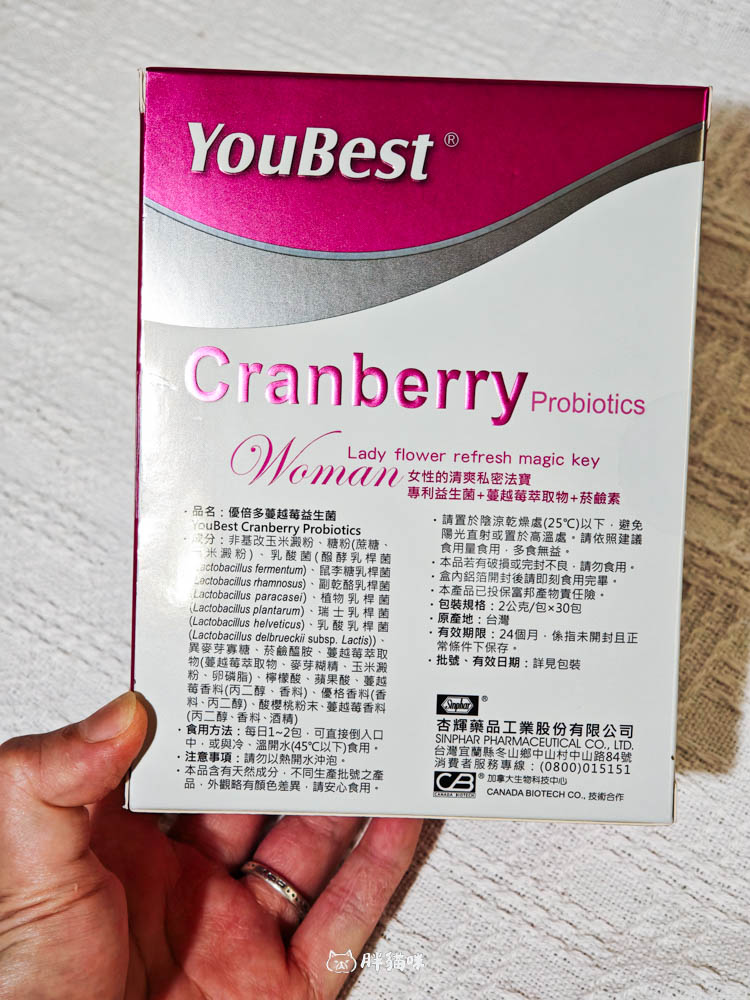 YouBest®
Cranberry Probiotics
Woman
Lady flower refresh magic key
女性的清爽私密法寶
專利益生菌+蔓越莓萃取物+菸鹼素
· 品名：優倍多蔓越莓益生菌
YouBest Cranberry Probiotics
· 成分：非基改玉米澱粉、糖粉(蔗糖、
玉米澱粉)、乳酸菌(醱酵乳桿菌
(Lactobacillus fermentum)、鼠李糖乳桿菌
(Lactobacillus rhamnosus)、副乾酪乳桿菌
(Lactobacillus paracasei)、植物乳桿菌
(Lactobacillus plantarum)、瑞士乳桿菌
(Lactobacillus helveticus)、乳酸乳桿菌
(Lactobacillus delbrueckii subsp. Lactis))、
異麥芽寡糖、菸鹼醯胺、蔓越莓萃取
物(蔓越莓萃取物、麥芽糊精、玉米澱
粉、卵磷脂)、檸檬酸、蘋果酸、蔓越
莓香料(丙二醇、香料)、優格香料(香
料、丙二醇)、酸櫻桃粉末、蔓越莓香料
(丙二醇、香料、酒精)
· 食用方法：每日1~2包，可直接倒入口
中，或與冷、溫開水(45℃以下)食用。
· 注意事項：請勿以熱開水沖泡。
· 本品含有天然成分，不同生產批號之產
品，外觀略有顏色差異，請安心食用。
· 請置於陰涼乾燥處(25℃)以下，避免
陽光直射或置於高溫處。請依照建議
食用量食用，多食無益。
· 本品若有破損或完封不良，請勿食用。
· 盒內鋁箔開封後請即刻食用完畢。
· 本產品已投保富邦產物責任險。
· 包裝規格：2公克/包×30包
· 原產地：台灣
· 有效期限：24個月，係指未開封且正
常條件下保存。
· 批號、有效日期：詳見包裝
Sinphar®
杏輝藥品工業股份有限公司
SINPHAR PHARMACEUTICAL CO., LTD.
台灣宜蘭縣冬山鄉中山村中山路84號
消費者服務專線：(0800)015151
CB® 加拿大生物科技中心
CANADA BIOTECH CANADA BIOTECH CO., 技術合作
胖貓咪